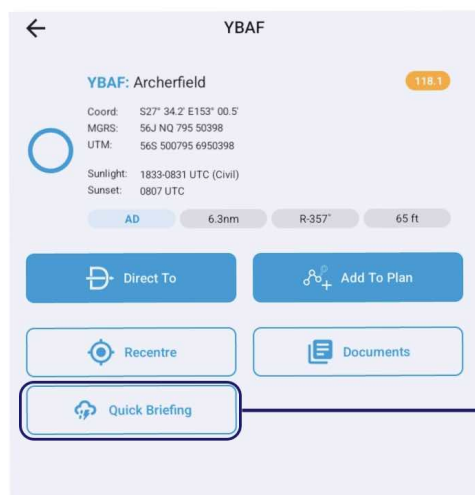 YBAF
YBAF: Archerfield
118.1
Coord: S27° 34.2' E153° 00.5'
MGRS: 56J NQ 795 50398
UTM: 56S 500795 6950398
Sunlight: 1833-0831 UTC (Civil)
Sunset: 0807 UTC
AD 6.3nm R-357° 65 ft
Direct To Add To Plan
Recentre Documents
Quick Briefing